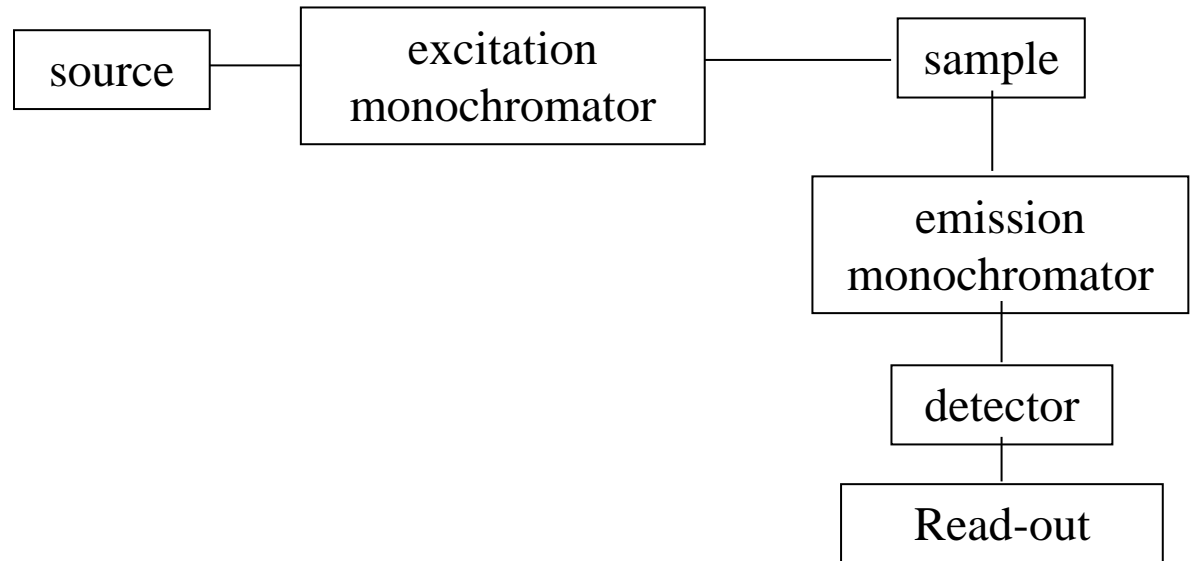 source
excitation
monochromator
sample
emission
monochromator
detector
Read-out